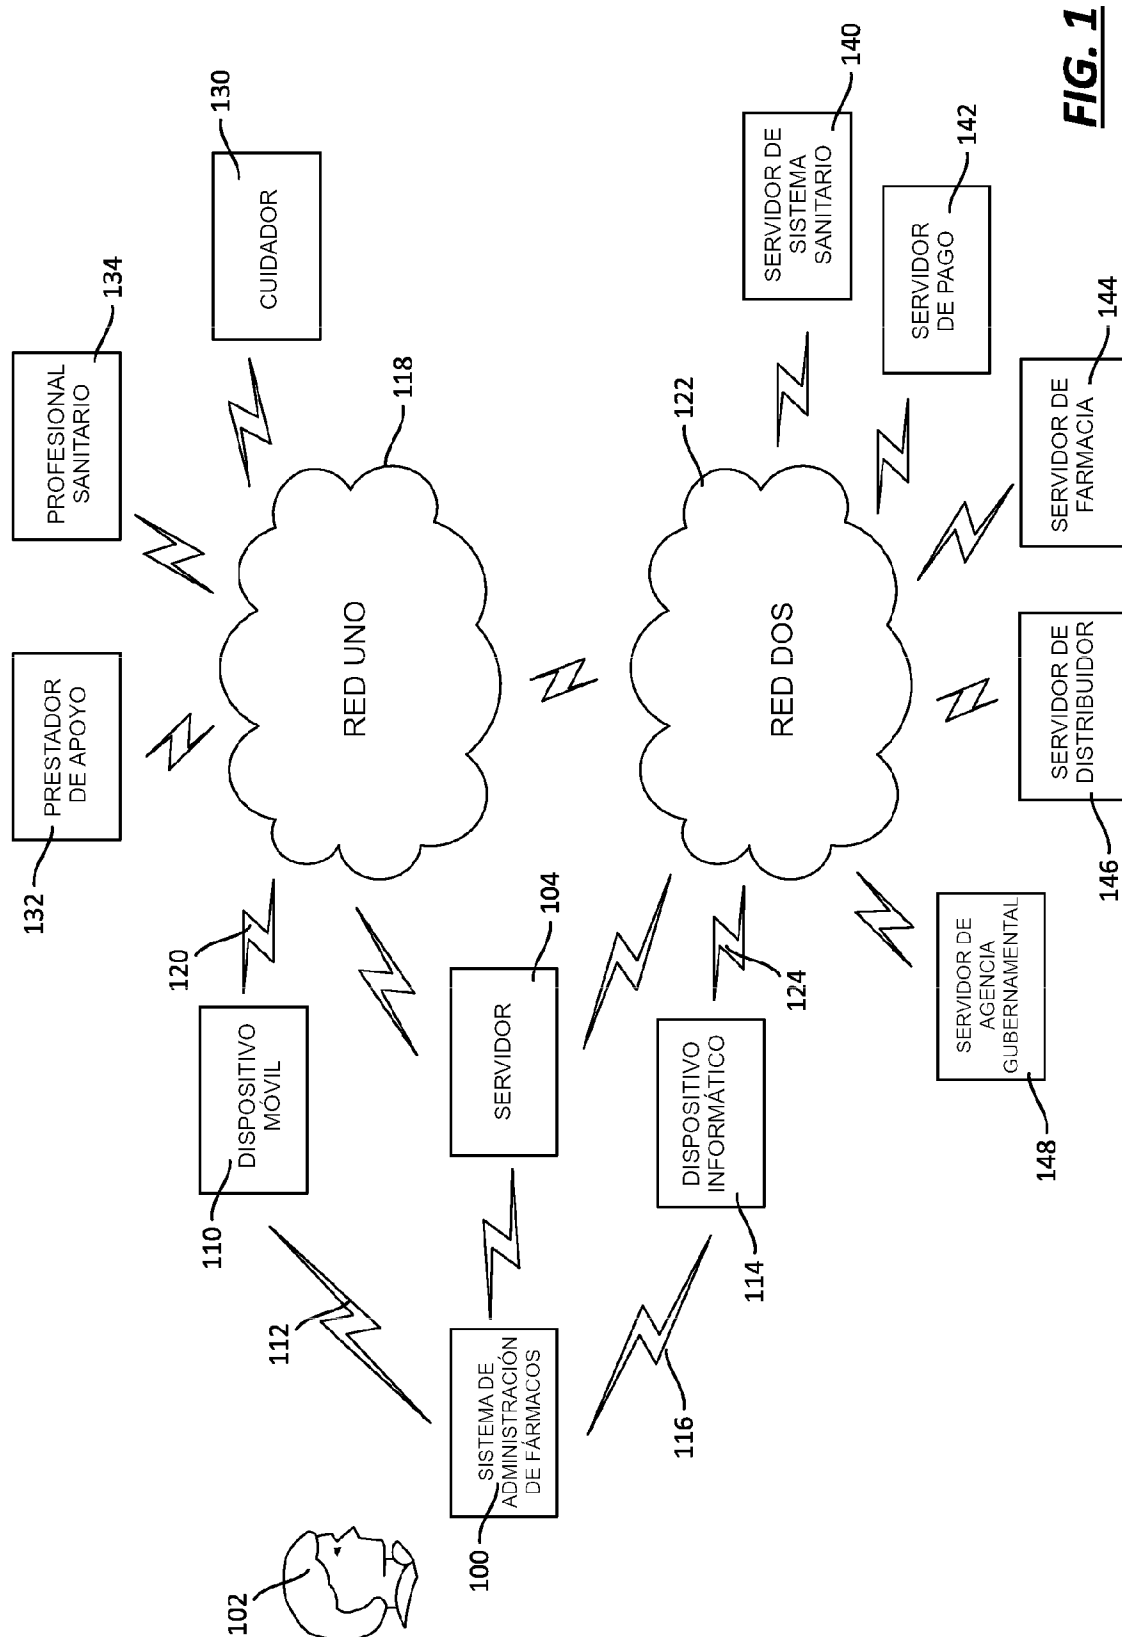 132
PRESTADOR
DE APOYO
PROFESIONAL
SANITARIO
134
130
CUIDADOR
120
110
DISPOSITIVO
MÓVIL
102
112
RED UNO
118
104
SERVIDOR
100
SISTEMA DE
ADMINISTRACIÓN
DE FÁRMACOS
116
DISPOSITIVO
INFORMÁTICO
114
124
RED DOS
122
SERVIDOR DE
SISTEMA
SANITARIO
140
SERVIDOR
DE PAGO
142
SERVIDOR DE
AGENCIA
GUBERNAMENTAL
148
SERVIDOR DE
DISTRIBUIDOR
146
SERVIDOR DE
FARMACIA
144
FIG. 1